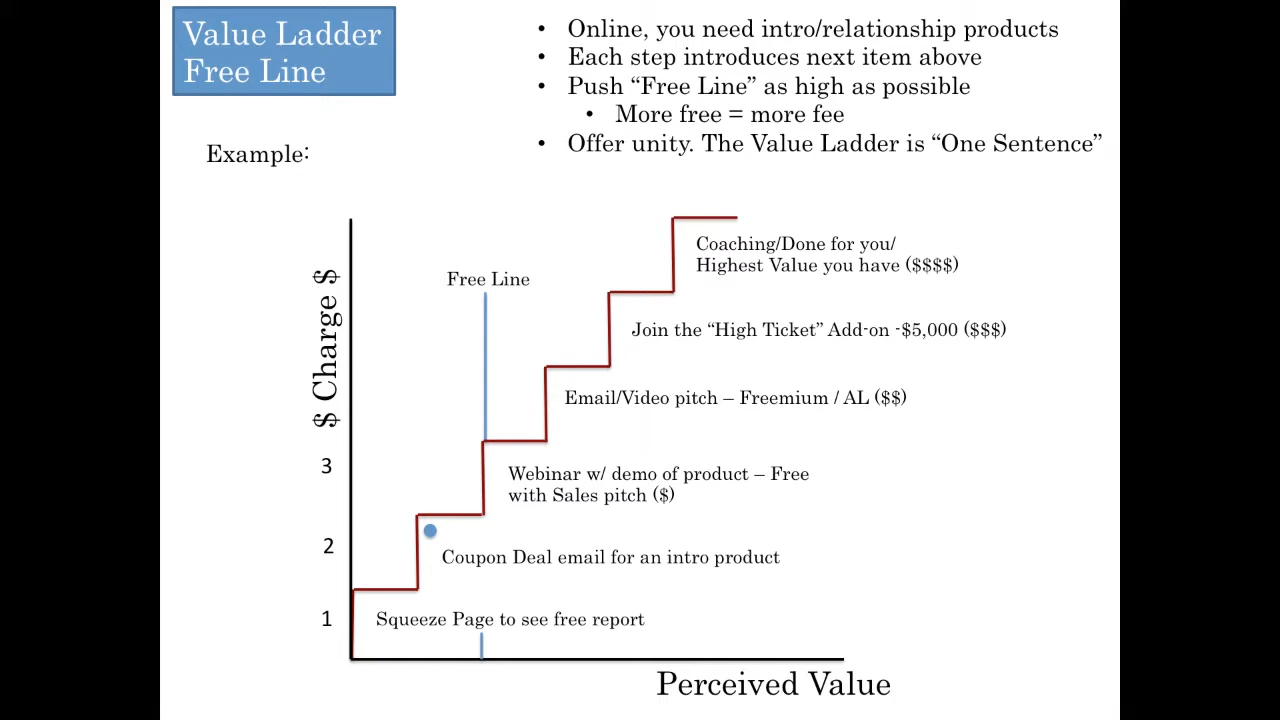 Value Ladder
Free Line
• Online, you need intro/relationship products
• Each step introduces next item above
• Push “Free Line” as high as possible
• More free = more fee
• Offer unity. The Value Ladder is “One Sentence”
Example:
Coaching/Done for you/
Highest Value you have ($$$$)
Free Line
Join the “High Ticket” Add-on -$5,000 ($$$)
$ Charge $
Email/Video pitch – Freemium / AL ($$)
3
Webinar w/ demo of product – Free
with Sales pitch ($)
2
Coupon Deal email for an intro product
1
Squeeze Page to see free report
Perceived Value